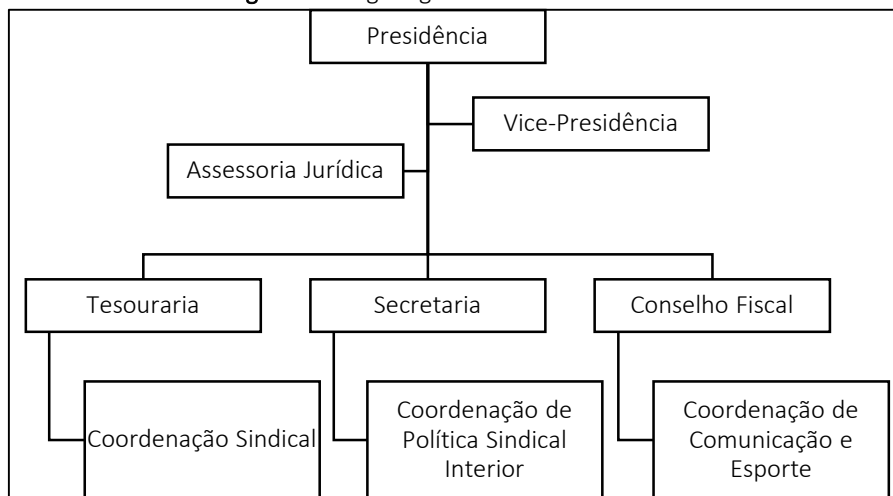 Presidência
Vice-Presidência
Assessoria Jurídica
Tesouraria
Secretaria
Conselho Fiscal
Coordenação Sindical
Coordenação de
Política Sindical
Interior
Coordenação de
Comunicação e
Esporte